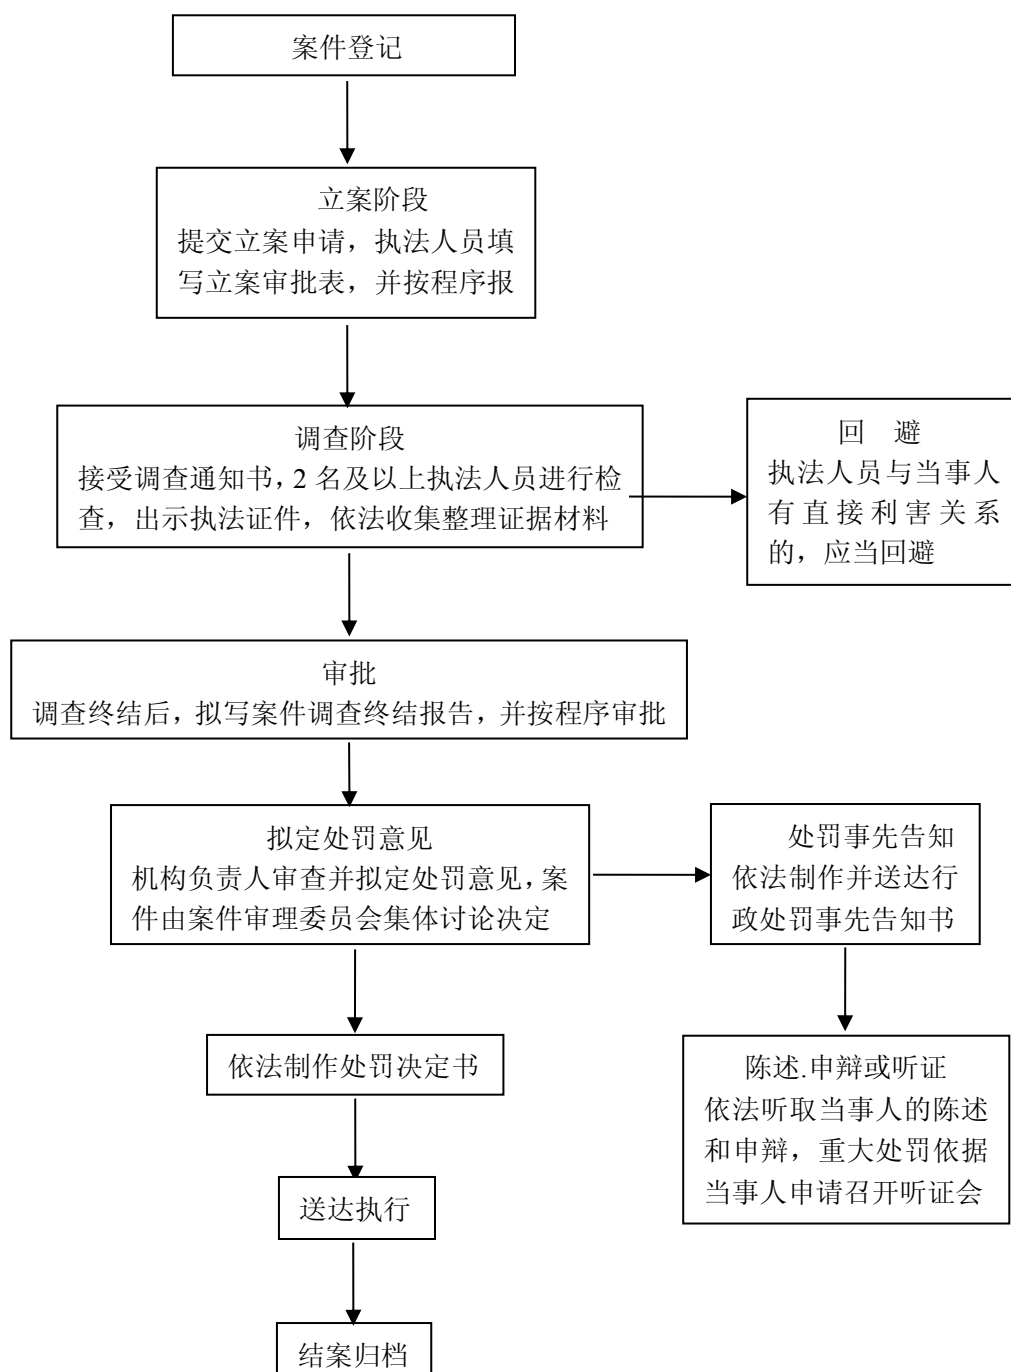 案件登记
立案阶段
提交立案申请，执法人员填
写立案审批表，并按程序报
调查阶段
接受调查通知书，2 名及以上执法人员进行检
查，出示执法证件，依法收集整理证据材料
回 避
执法人员与当事人
有直接利害关系
的，应当回避
审批
调查终结后，拟写案件调查终结报告，并按程序审批
拟定处罚意见
机构负责人审查并拟定处罚意见，案
件由案件审理委员会集体讨论决定
处罚事先告知
依法制作并送达行
政处罚事先告知书
依法制作处罚决定书
陈述.申辩或听证
依法听取当事人的陈述
和申辩，重大处罚依据
当事人申请召开听证会
送达执行
结案归档